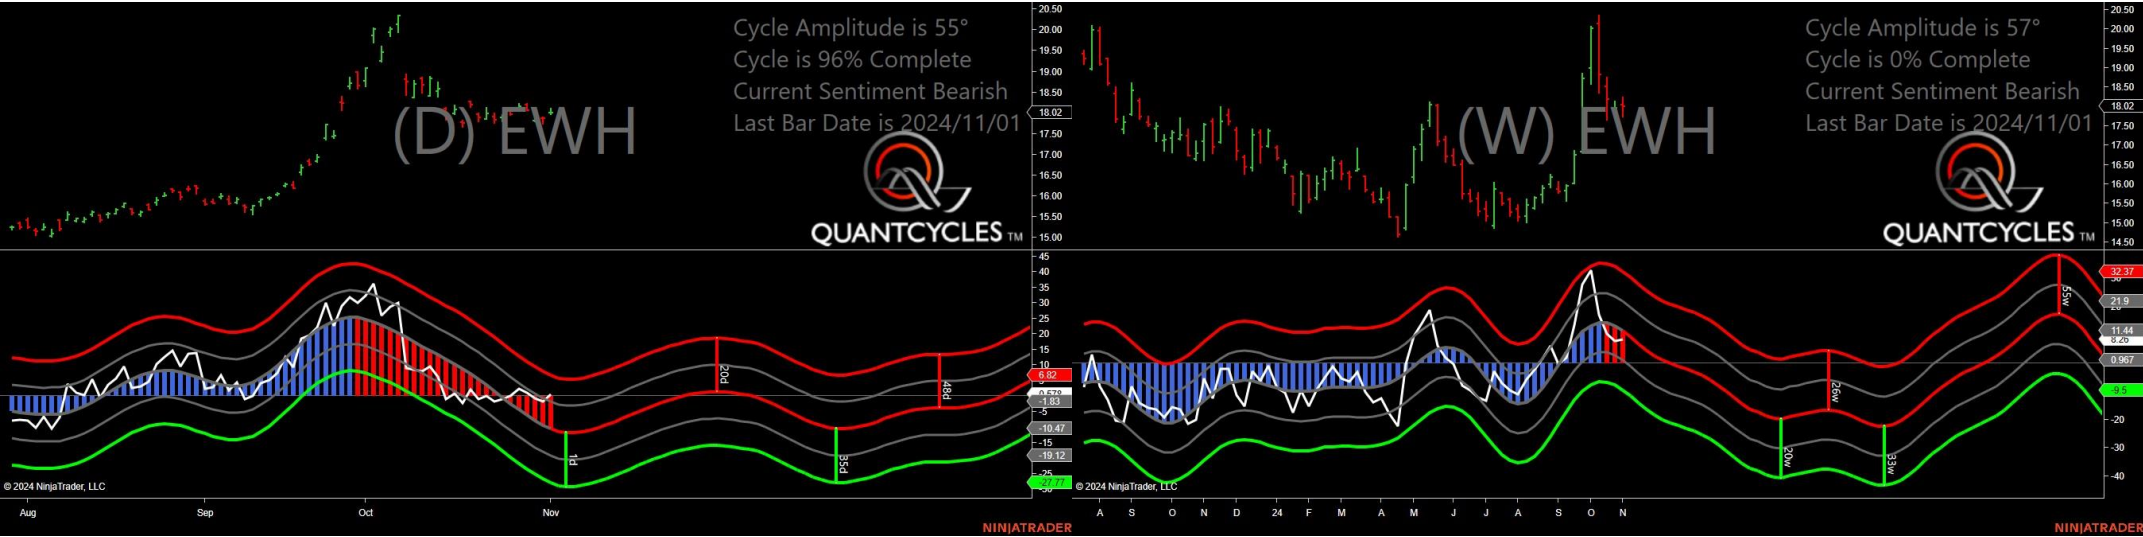 Cycle Amplitude is 55°
Cycle is 96% Complete
Current Sentiment Bearish
Last Bar Date is 2024/11/01
(D) EWH
QUANTCYCLES TM
20.50
20.00
19.50
19.00
18.50
18.02
17.50
17.00
16.50
16.00
15.50
15.00
45
40
35
30
25
20
15
10
6.82
-1.83
-5
-10.47
-15
-19.12
-25
-27.77
1d
20d
35d
48d
© 2024 NinjaTrader, LLC
Aug
Sep
Oct
Nov
NINJATRADER
Cycle Amplitude is 57°
Cycle is 0% Complete
Current Sentiment Bearish
Last Bar Date is 2024/11/01
(W) EWH
QUANTCYCLES TM
20.50
20.00
19.50
19.00
18.50
18.02
17.50
17.00
16.50
16.00
15.50
15.00
14.50
32.37
21.9
11.44
8.26
0.967
-9.5
-20
-30
-40
20w
26w
33w
55w
© 2024 NinjaTrader, LLC
A S O N D 24 F M A M J J A S O N
NINJATRADER